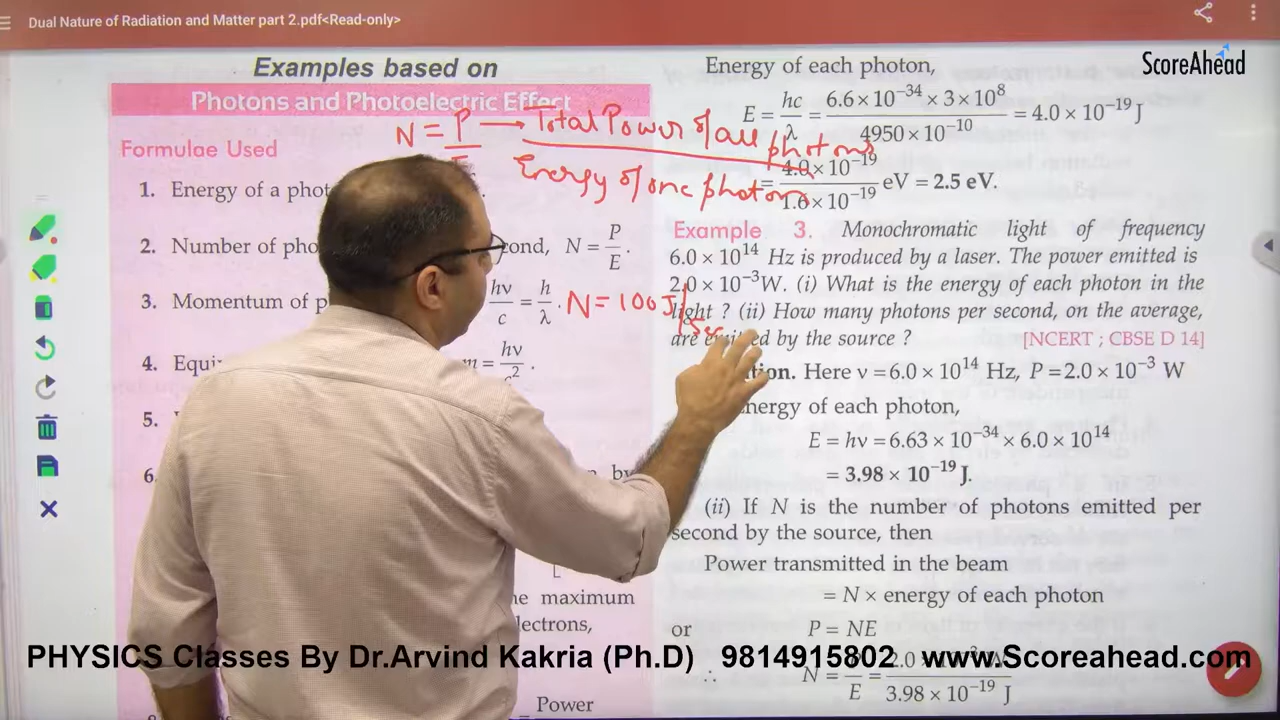 Dual Nature of Radiation and Matter part 2.pdf<Read-only>
ScoreAhead
Examples based on
Photons and Photoelectric Effect
N = P → Total Power of all photons
Energy of one photon
Formulae Used
1. Energy of a
2. Number of ond, N = P/E.
3. Momentum of hν/c = h/λ.
N = 100 J/sec
4. = hν/
5.
6. by
e maximum
lectrons,
Power
Energy of each photon,
E = hc/λ = 6.6 × 10⁻³⁴ × 3 × 10⁸ / 4950 × 10⁻¹⁰ = 4.0 × 10⁻¹⁹ J
= 4.0 × 10⁻¹⁹ / 1.6 × 10⁻¹⁹ eV = 2.5 eV.
Example 3. Monochromatic light of frequency
6.0 × 10¹⁴ Hz is produced by a laser. The power emitted is
2.0 × 10⁻³W. (i) What is the energy of each photon in the
light ? (ii) How many photons per second, on the average,
are emitted by the source ? [NCERT ; CBSE D 14]
tion. Here ν = 6.0 × 10¹⁴ Hz, P = 2.0 × 10⁻³ W
nergy of each photon,
E = hν = 6.63 × 10⁻³⁴ × 6.0 × 10¹⁴
= 3.98 × 10⁻¹⁹ J.
(ii) If N is the number of photons emitted per
second by the source, then
Power transmitted in the beam
= N × energy of each photon
or P = NE
∴ N = P/E = 2.0 × 10⁻³ W / 3.98 × 10⁻¹⁹ J
PHYSICS Classes By Dr.Arvind Kakria (Ph.D) 9814915802 www.Scoreahead.com